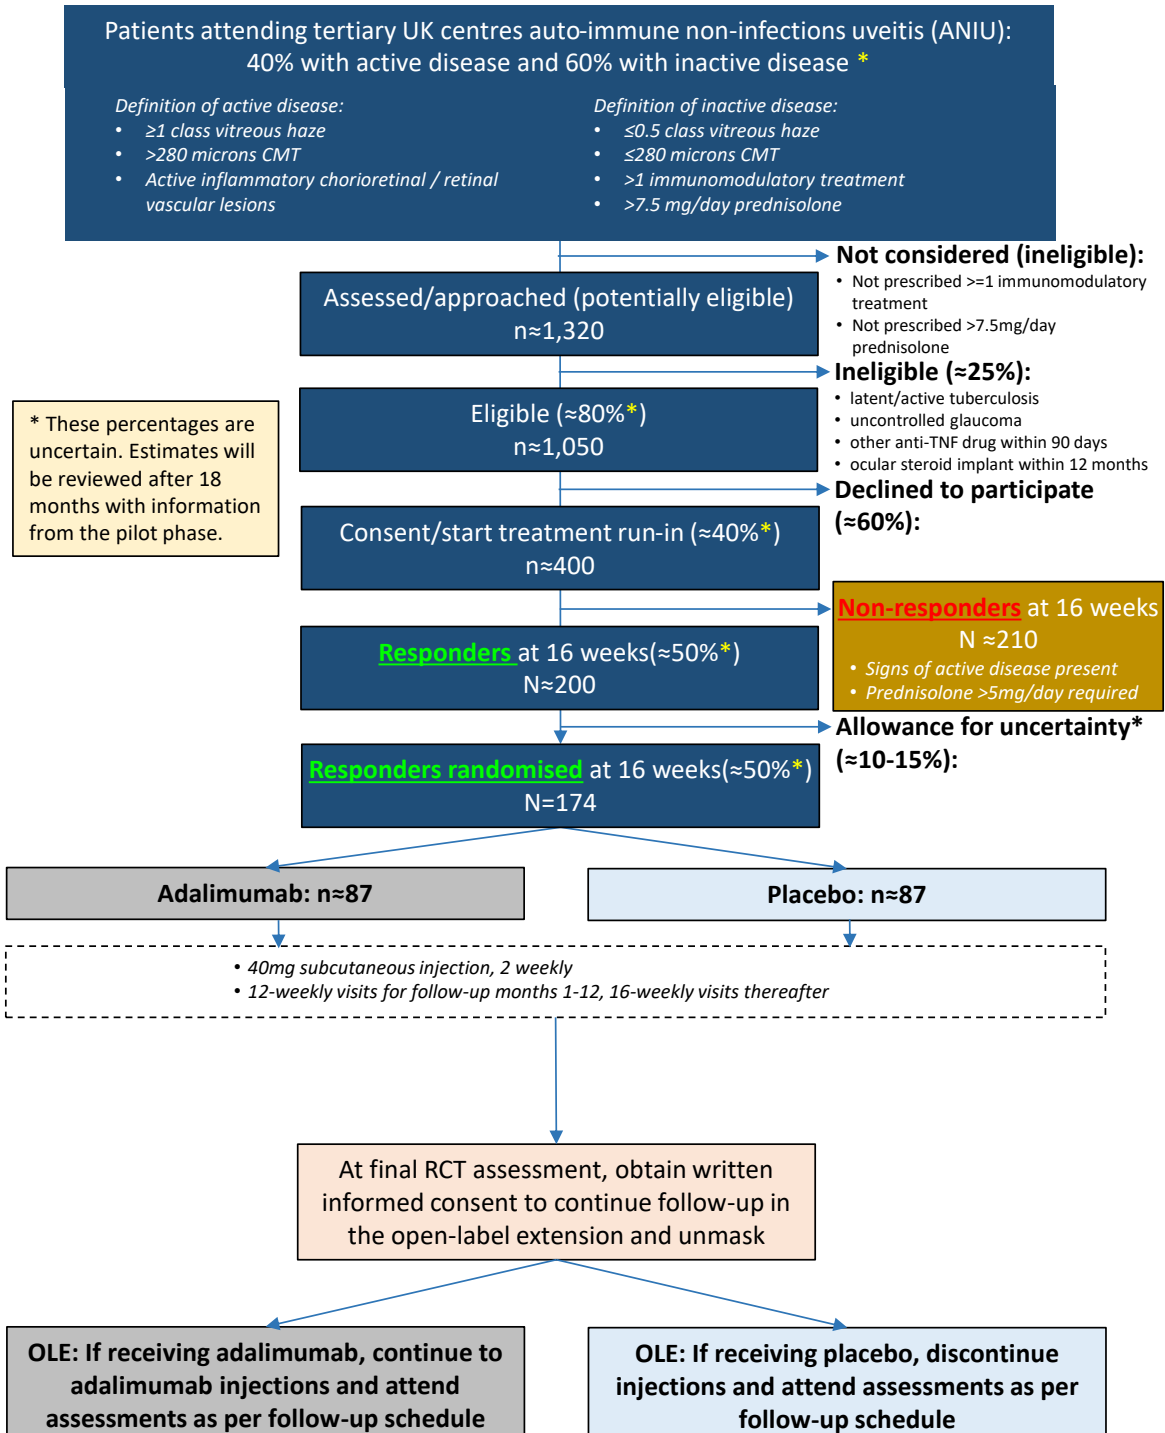 Patients attending tertiary UK centres auto-immune non-infections uveitis (ANIU):
40% with active disease and 60% with inactive disease *
Definition of active disease:
• ≥1 class vitreous haze
• >280 microns CMT
• Active inflammatory chorioretinal / retinal
vascular lesions
Definition of inactive disease:
• ≤0.5 class vitreous haze
• ≤280 microns CMT
• >1 immunomodulatory treatment
• >7.5 mg/day prednisolone
Not considered (ineligible):
• Not prescribed >=1 immunomodulatory
treatment
• Not prescribed >7.5mg/day
prednisolone
Assessed/approached (potentially eligible)
n≈1,320
Ineligible (≈25%):
• latent/active tuberculosis
• uncontrolled glaucoma
• other anti-TNF drug within 90 days
• ocular steroid implant within 12 months
Eligible (≈80%*)
n≈1,050
* These percentages are
uncertain. Estimates will
be reviewed after 18
months with information
from the pilot phase.
Declined to participate
(≈60%):
Consent/start treatment run-in (≈40%*)
n≈400
Non-responders at 16 weeks
N ≈210
• Signs of active disease present
• Prednisolone >5mg/day required
Responders at 16 weeks(≈50%*)
N≈200
Allowance for uncertainty*
(≈10-15%):
Responders randomised at 16 weeks(≈50%*)
N=174
Adalimumab: n≈87
Placebo: n≈87
• 40mg subcutaneous injection, 2 weekly
• 12-weekly visits for follow-up months 1-12, 16-weekly visits thereafter
At final RCT assessment, obtain written
informed consent to continue follow-up in
the open-label extension and unmask
OLE: If receiving adalimumab, continue to
adalimumab injections and attend
assessments as per follow-up schedule
OLE: If receiving placebo, discontinue
injections and attend assessments as per
follow-up schedule